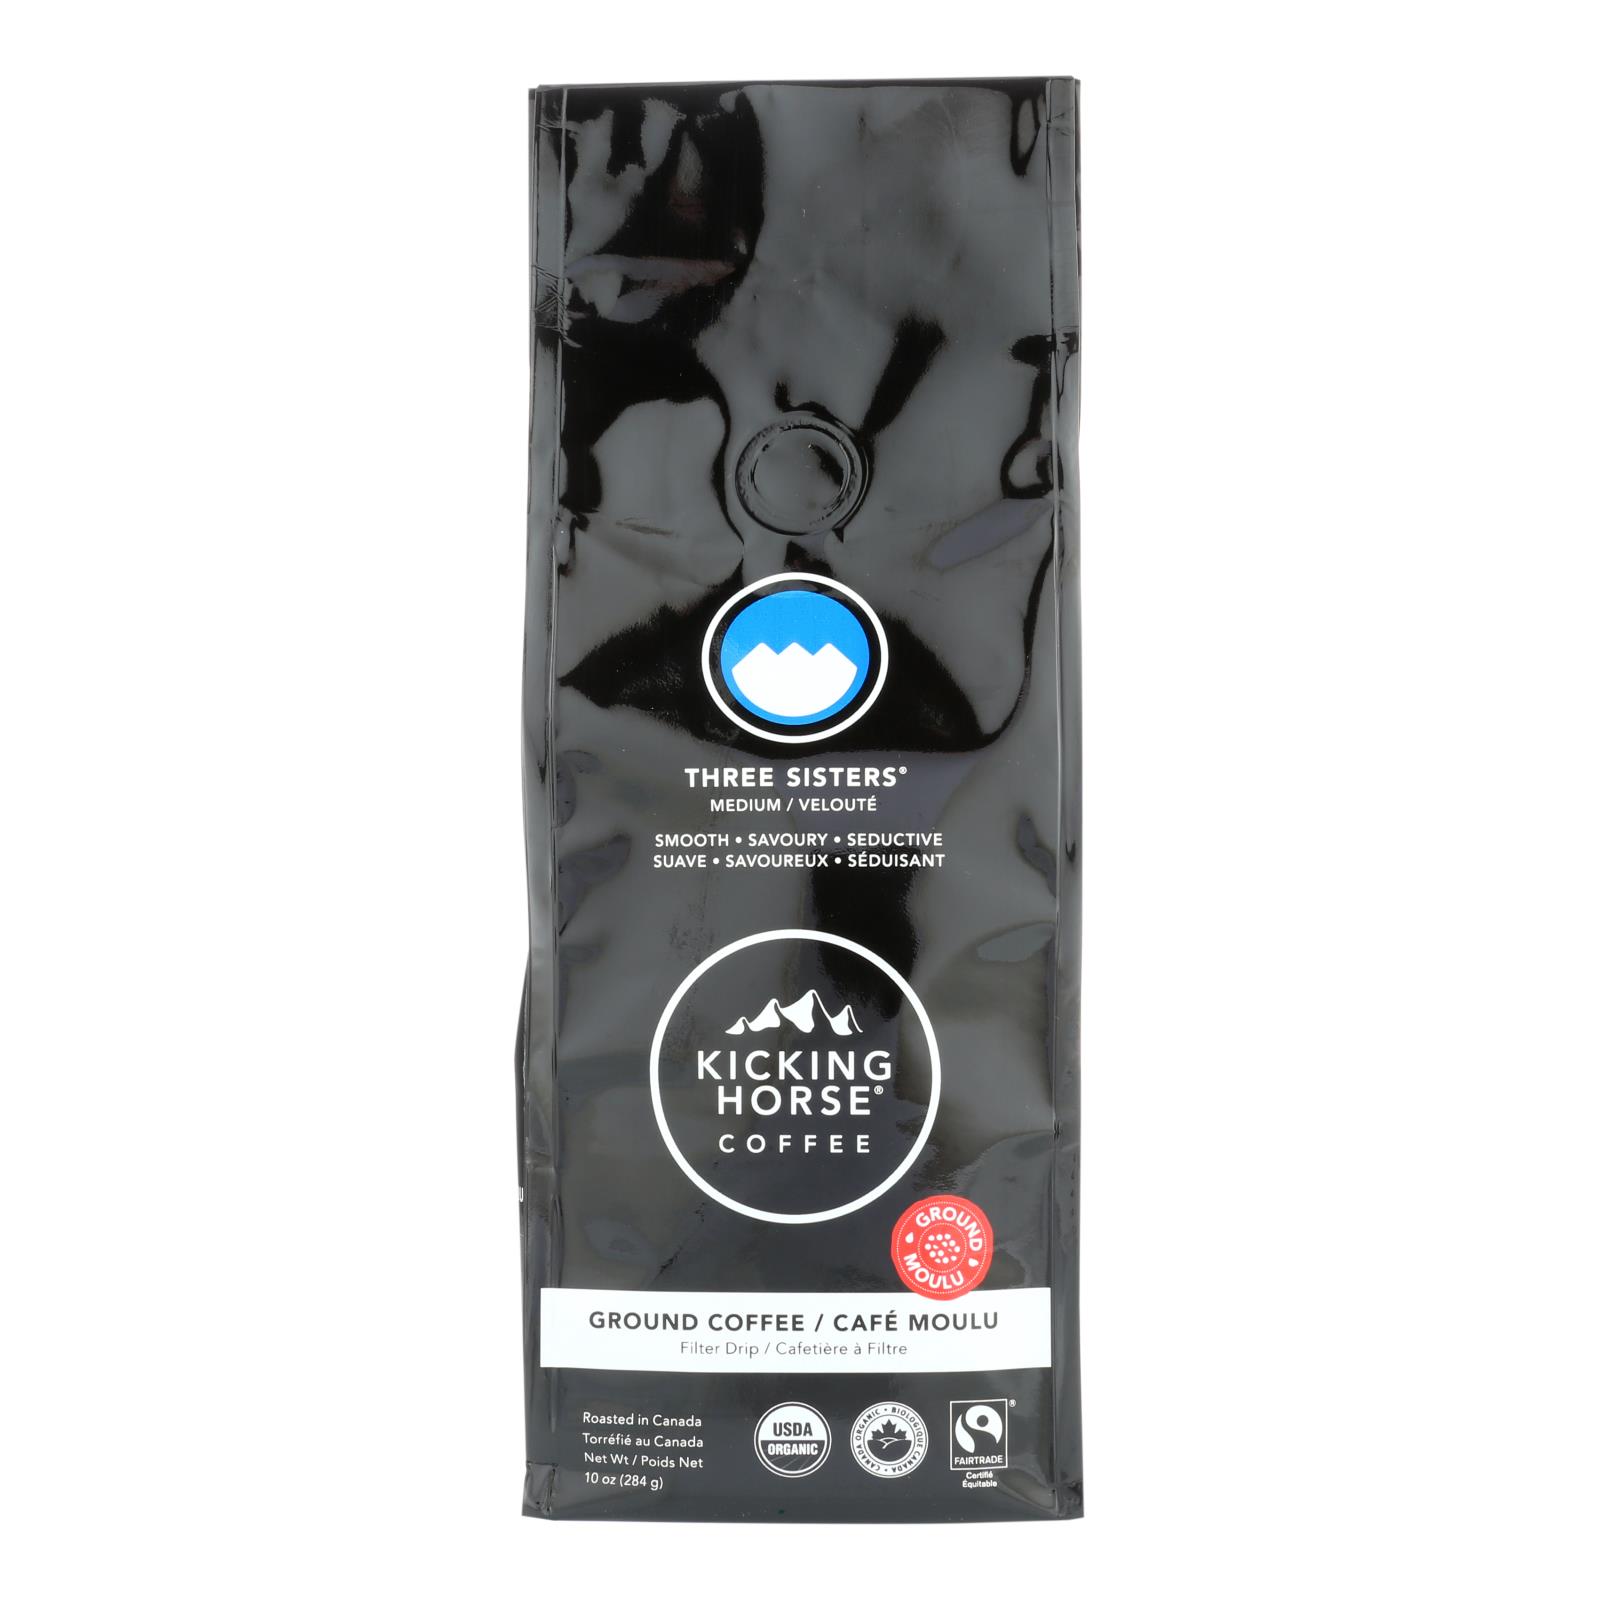 THREE SISTERS®
MEDIUM / VELOUTÉ
SMOOTH • SAVOURY • SEDUCTIVE
SUAVE • SAVOUREUX • SÉDUISANT
KICKING
HORSE®
COFFEE
GROUND
MOULU
GROUND COFFEE / CAFÉ MOULU
Filter Drip / Cafetière à Filtre
Roasted in Canada
Torréfié au Canada
Net Wt / Poids Net
10 oz (284 g)
USDA
ORGANIC
CANADA ORGANIC • BIOLOGIQUE CANADA •
®
FAIRTRADE
Certifié
Équitable